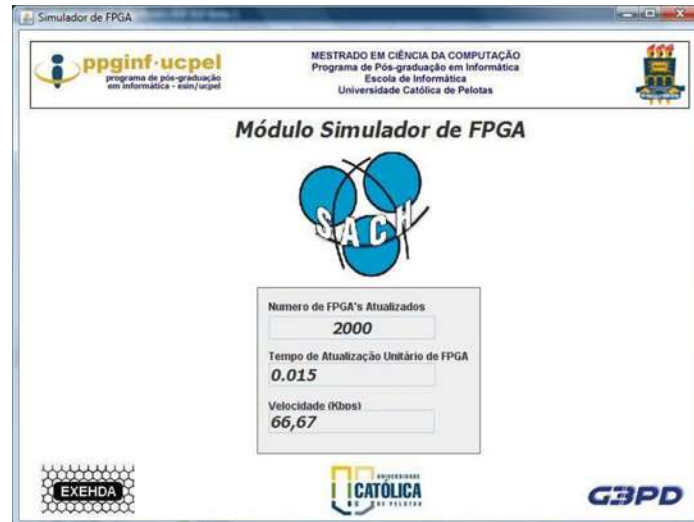 Simulador de FPGA
ppginf·ucpel
programa de pós-graduação
em informática - esin/ucpel
MESTRADO EM CIÊNCIA DA COMPUTAÇÃO
Programa de Pós-graduação em Informática
Escola de Informática
Universidade Católica de Pelotas
Módulo Simulador de FPGA
SACH
Numero de FPGA's Atualizados
2000
Tempo de Atualização Unitário de FPGA
0.015
Velocidade (Kbps)
66,67
EXEHDA
UNIVERSIDADE
CATÓLICA
DE PELOTAS
G3PD